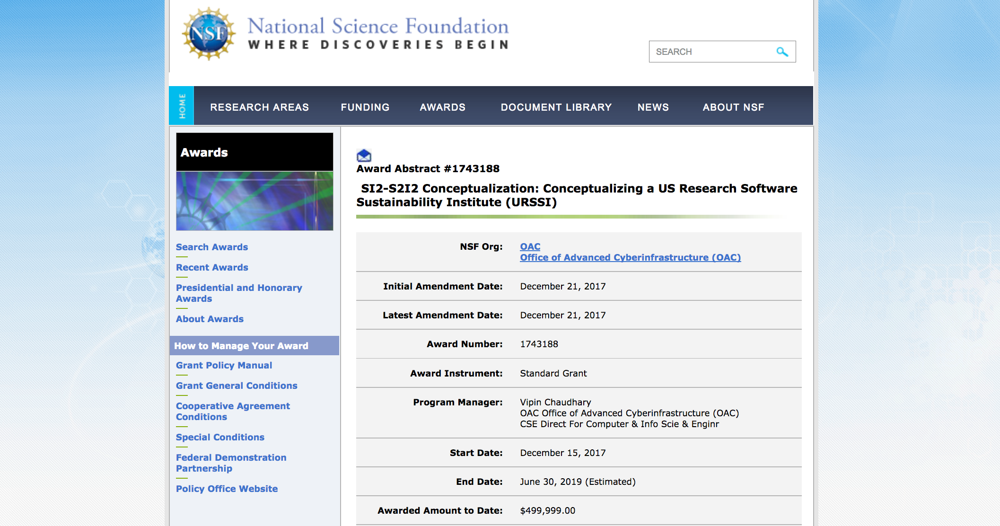 NSF
National Science Foundation
WHERE DISCOVERIES BEGIN
SEARCH
HOME
RESEARCH AREAS
FUNDING
AWARDS
DOCUMENT LIBRARY
NEWS
ABOUT NSF
Awards
Search Awards
Recent Awards
Presidential and Honorary
Awards
About Awards
How to Manage Your Award
Grant Policy Manual
Grant General Conditions
Cooperative Agreement
Conditions
Special Conditions
Federal Demonstration
Partnership
Policy Office Website
Award Abstract #1743188
SI2-S2I2 Conceptualization: Conceptualizing a US Research Software
Sustainability Institute (URSSI)
NSF Org: OAC
Office of Advanced Cyberinfrastructure (OAC)
Initial Amendment Date: December 21, 2017
Latest Amendment Date: December 21, 2017
Award Number: 1743188
Award Instrument: Standard Grant
Program Manager: Vipin Chaudhary
OAC Office of Advanced Cyberinfrastructure (OAC)
CSE Direct For Computer & Info Scie & Enginr
Start Date: December 15, 2017
End Date: June 30, 2019 (Estimated)
Awarded Amount to Date: $499,999.00